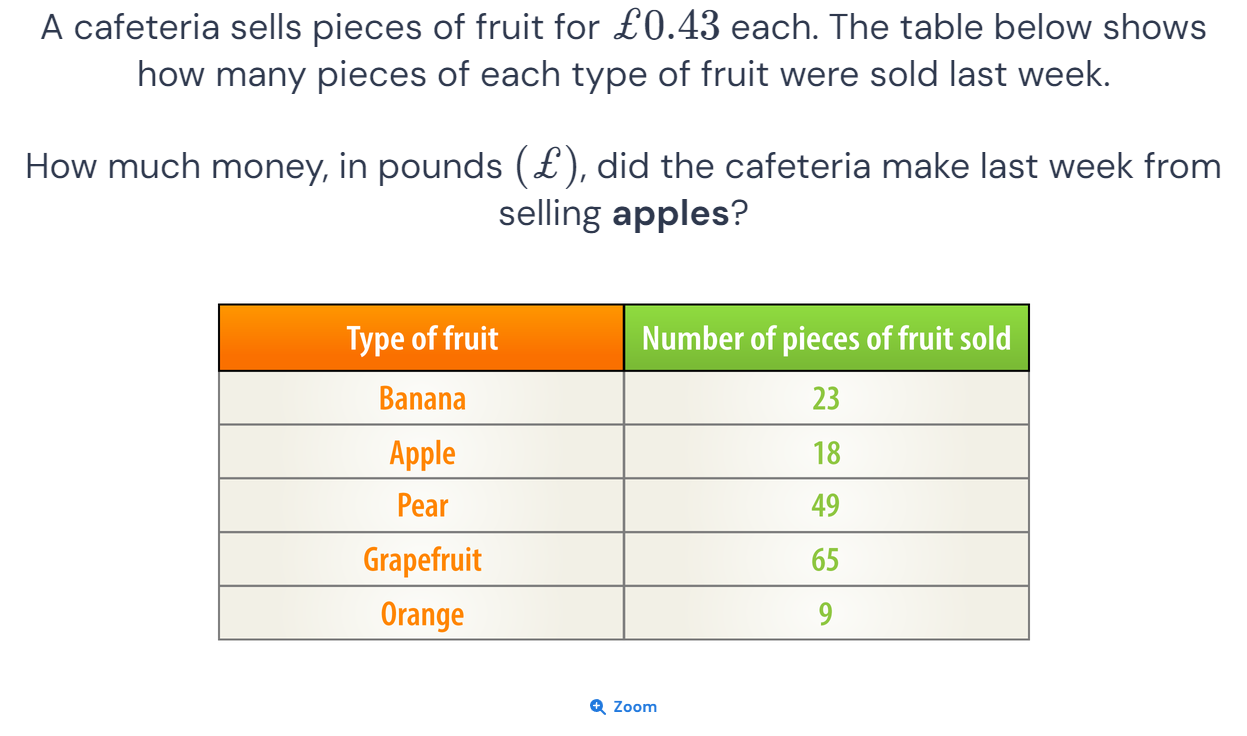 A cafeteria sells pieces of fruit for £0.43 each. The table below shows
how many pieces of each type of fruit were sold last week.
How much money, in pounds (£), did the cafeteria make last week from
selling apples?
Type of fruit Number of pieces of fruit sold
Banana 23
Apple 18
Pear 49
Grapefruit 65
Orange 9
Zoom